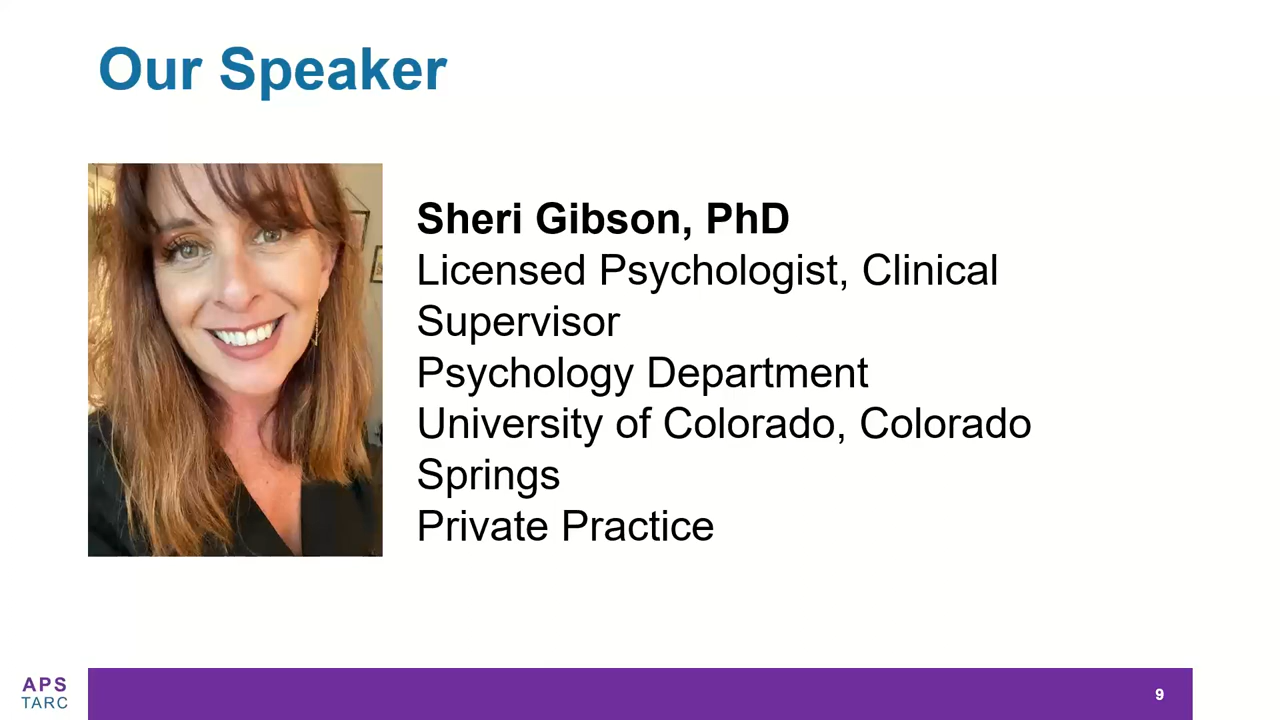 Our Speaker
Sheri Gibson, PhD
Licensed Psychologist, Clinical
Supervisor
Psychology Department
University of Colorado, Colorado
Springs
Private Practice
APS
TARC
9